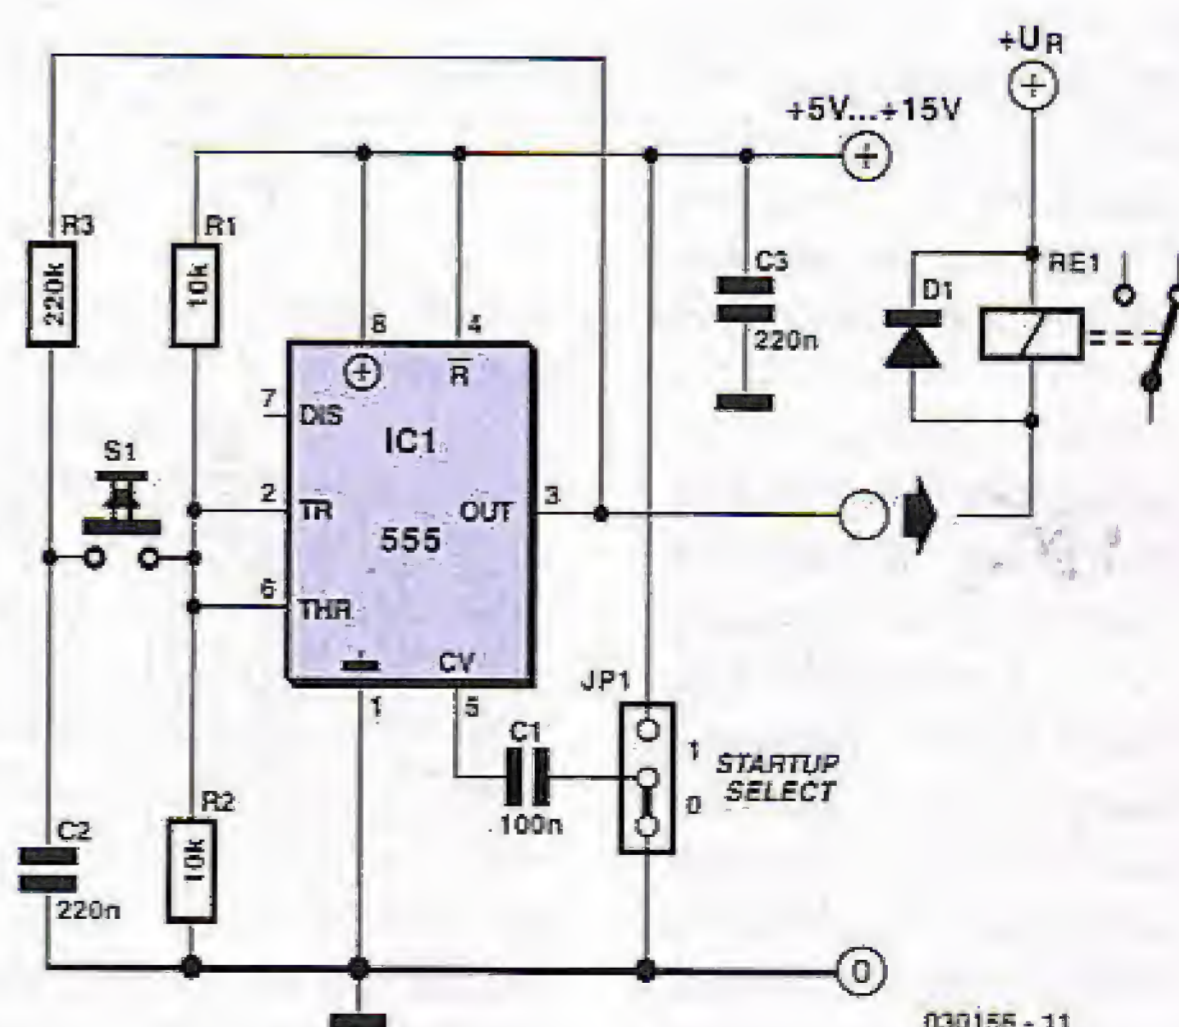 +UR
+5V...+15V
R3
220k
R1
10k
8
4
C3
220n
D1
RE1
R
7
DIS
IC1
S1
2
TR
OUT
3
555
6
THR
CV
1
5
JP1
C1
100n
1
STARTUP
0
SELECT
R2
10k
C2
220n
0
030155 - 11